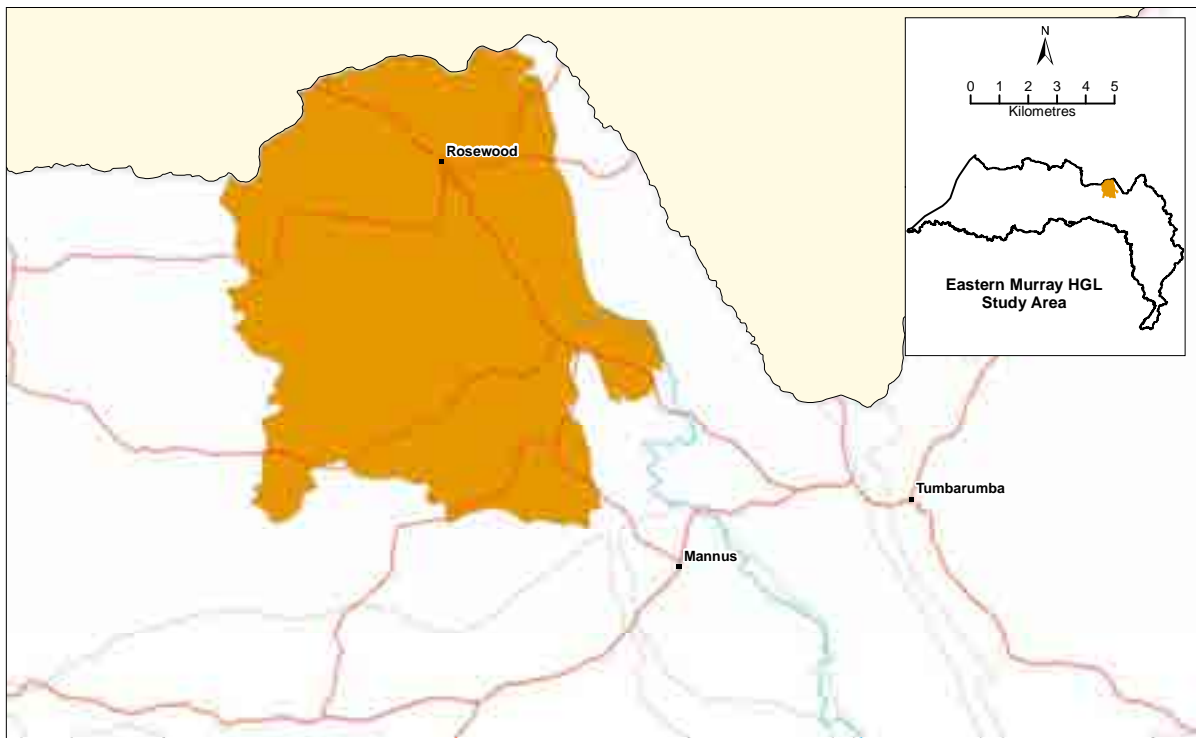 N
0 1 2 3 4 5
Kilometres
Eastern Murray HGL
Study Area
Rosewood
Tumbarumba
Mannus